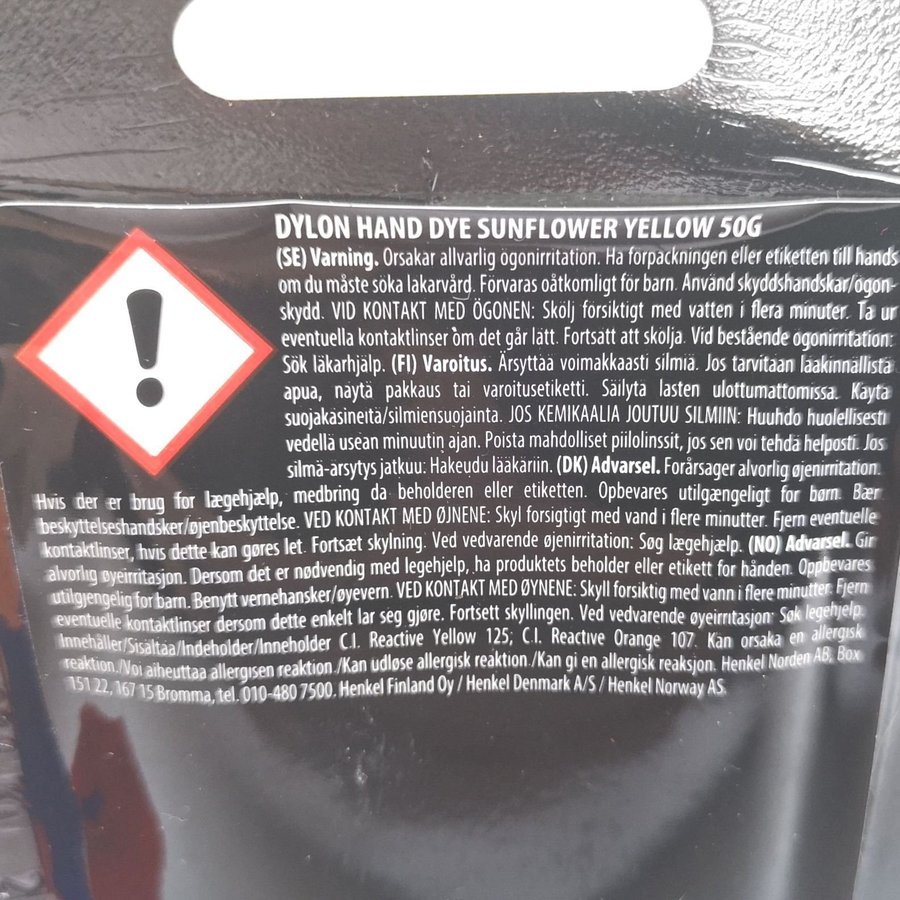 DYLON HAND DYE SUNFLOWER YELLOW 50G
(SE) Varning. Orsakar allvarlig ögonirritation. Ha förpackningen eller etiketten till hands
om du måste söka läkarvård. Förvaras oåtkomligt för barn. Använd skyddshandskar/ögon-
skydd. VID KONTAKT MED ÖGONEN: Skölj försiktigt med vatten i flera minuter. Ta ur
eventuella kontaktlinser om det går lätt. Fortsätt att skölja. Vid bestående ögonirritation:
Sök läkarhjälp. (FI) Varoitus. Ärsyttää voimakkaasti silmiä. Jos tarvitaan lääkinnällistä
apua, näytä pakkaus tai varoitusetiketti. Säilytä lasten ulottumattomissa. Käytä
suojakäsineitä/silmiensuojainta. JOS KEMIKAALIA JOUTUU SILMIIN: Huuhdo huolellisesti
vedellä usean minuutin ajan. Poista mahdolliset piilolinssit, jos sen voi tehdä helposti. Jos
silmä-ärsytys jatkuu: Hakeudu lääkäriin. (DK) Advarsel. Forårsager alvorlig øjenirritation.
Hvis der er brug for lægehjælp, medbring da beholderen eller etiketten. Opbevares utilgængeligt for børn. Bær
beskyttelseshandsker/øjenbeskyttelse. VED KONTAKT MED ØJNENE: Skyl forsigtigt med vand i flere minutter. Fjern eventuelle
kontaktlinser, hvis dette kan gøres let. Fortsæt skylning. Ved vedvarende øjenirritation: Søg lægehjælp. (NO) Advarsel. Gir
alvorlig øyeirritasjon. Dersom det er nødvendig med legehjelp, ha produktets beholder eller etikett for hånden. Oppbevares
utilgjengelig for barn. Benytt vernehansker/øyevern. VED KONTAKT MED ØYNENE: Skyll forsiktig med vann i flere minutter. Fjern
eventuelle kontaktlinser dersom dette enkelt lar seg gjøre. Fortsett skyllingen. Ved vedvarende øyeirritasjon: Søk legehjelp.
Innehåller/Sisältää/Indeholder/Inneholder C.I. Reactive Yellow 125; C.I. Reactive Orange 107. Kan orsaka en allergisk
reaktion./Voi aiheuttaa allergisen reaktion./Kan udløse allergisk reaktion./Kan gi en allergisk reaksjon. Henkel Norden AB, Box
151 22, 167 15 Bromma, tel. 010-480 7500. Henkel Finland Oy / Henkel Denmark A/S / Henkel Norway AS.